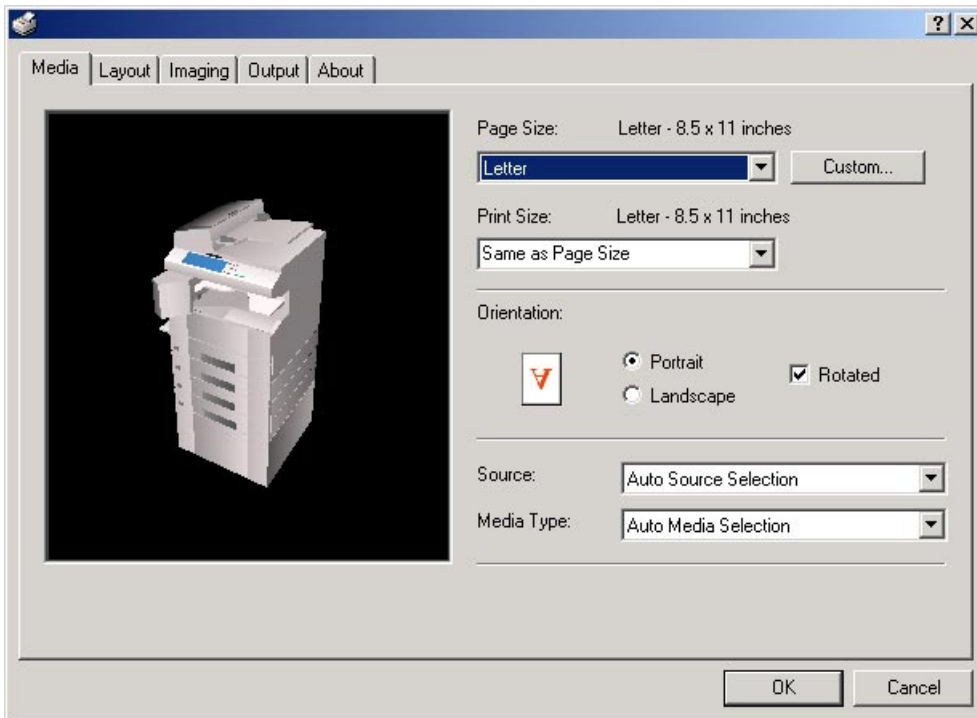 Media Layout Imaging Output About
Page Size: Letter - 8.5 x 11 inches
Letter Custom...
Print Size: Letter - 8.5 x 11 inches
Same as Page Size
Orientation:
A
Portrait
Landscape
Rotated
Source: Auto Source Selection
Media Type: Auto Media Selection
OK Cancel